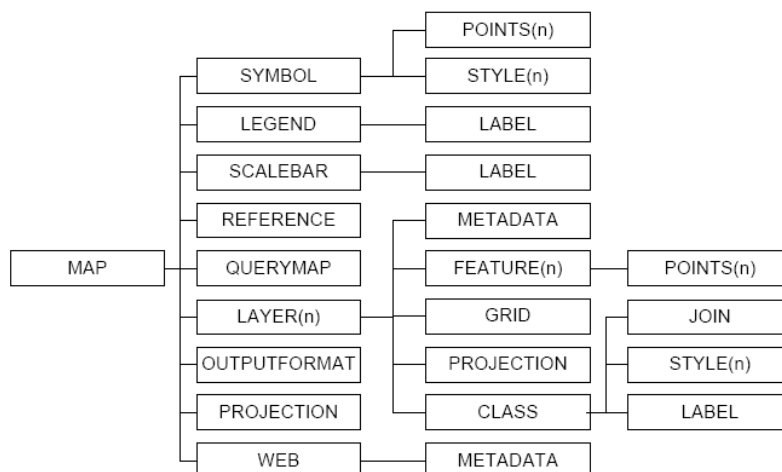 POINTS(n)
SYMBOL
STYLE(n)
LEGEND
LABEL
SCALEBAR
LABEL
REFERENCE
METADATA
MAP
QUERYMAP
FEATURE(n)
POINTS(n)
LAYER(n)
GRID
JOIN
OUTPUTFORMAT
PROJECTION
STYLE(n)
PROJECTION
CLASS
LABEL
WEB
METADATA